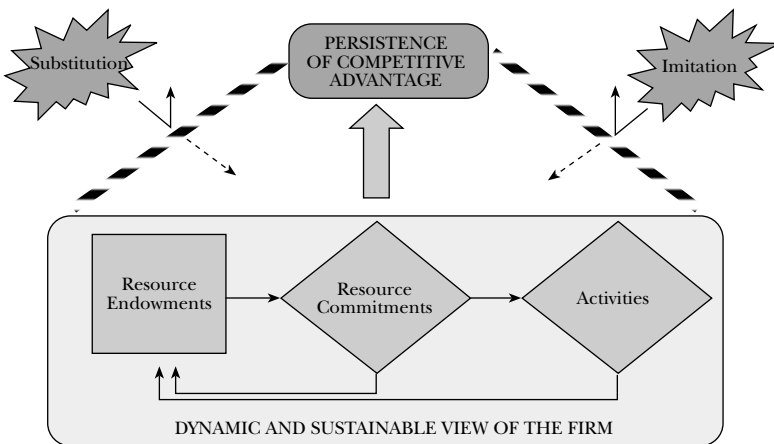 PERSISTENCE
OF COMPETITIVE
ADVANTAGE
Substitution
Imitation
Resource
Endowments
Resource
Commitments
Activities
DYNAMIC AND SUSTAINABLE VIEW OF THE FIRM